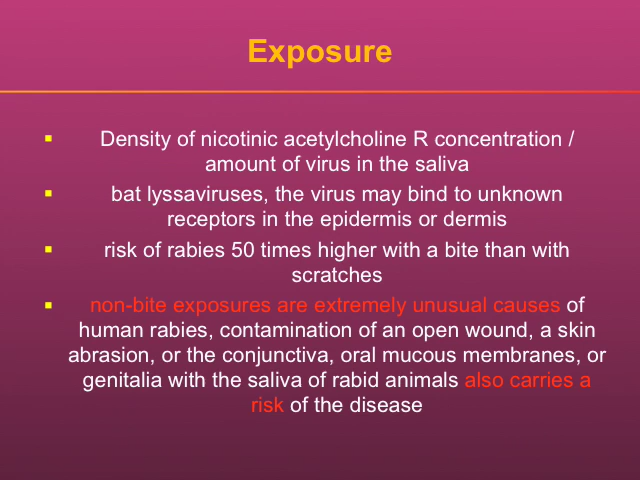 Exposure
Density of nicotinic acetylcholine R concentration /
amount of virus in the saliva
bat lyssaviruses, the virus may bind to unknown
receptors in the epidermis or dermis
risk of rabies 50 times higher with a bite than with
scratches
non-bite exposures are extremely unusual causes of
human rabies, contamination of an open wound, a skin
abrasion, or the conjunctiva, oral mucous membranes, or
genitalia with the saliva of rabid animals also carries a
risk of the disease